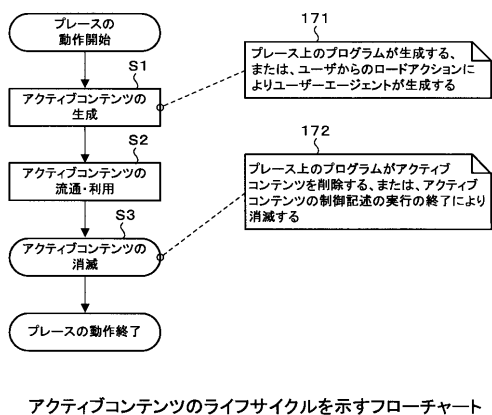 プレースの
動作開始
S1
アクティブコンテンツの
生成
171
プレース上のプログラムが生成する、
または、ユーザからのロードアクションに
よりユーザーエージェントが生成する
S2
アクティブコンテンツの
流通・利用
172
プレース上のプログラムがアクティブ
コンテンツを削除する、または、アクティブ
コンテンツの制御記述の実行の終了により
消滅する
S3
アクティブコンテンツの
消滅
プレースの動作終了
アクティブコンテンツのライフサイクルを示すフローチャート